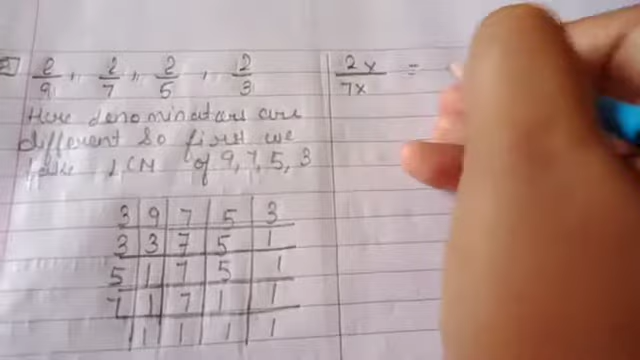 2/9, 2/7, 2/5, 2/3
Here denominators are
different So first we
take LCM of 9, 7, 5, 3
3 9 7 5 3
3 3 7 5 1
5 1 7 5 1
7 1 7 1 1
1 1 1 1
2x/7x =